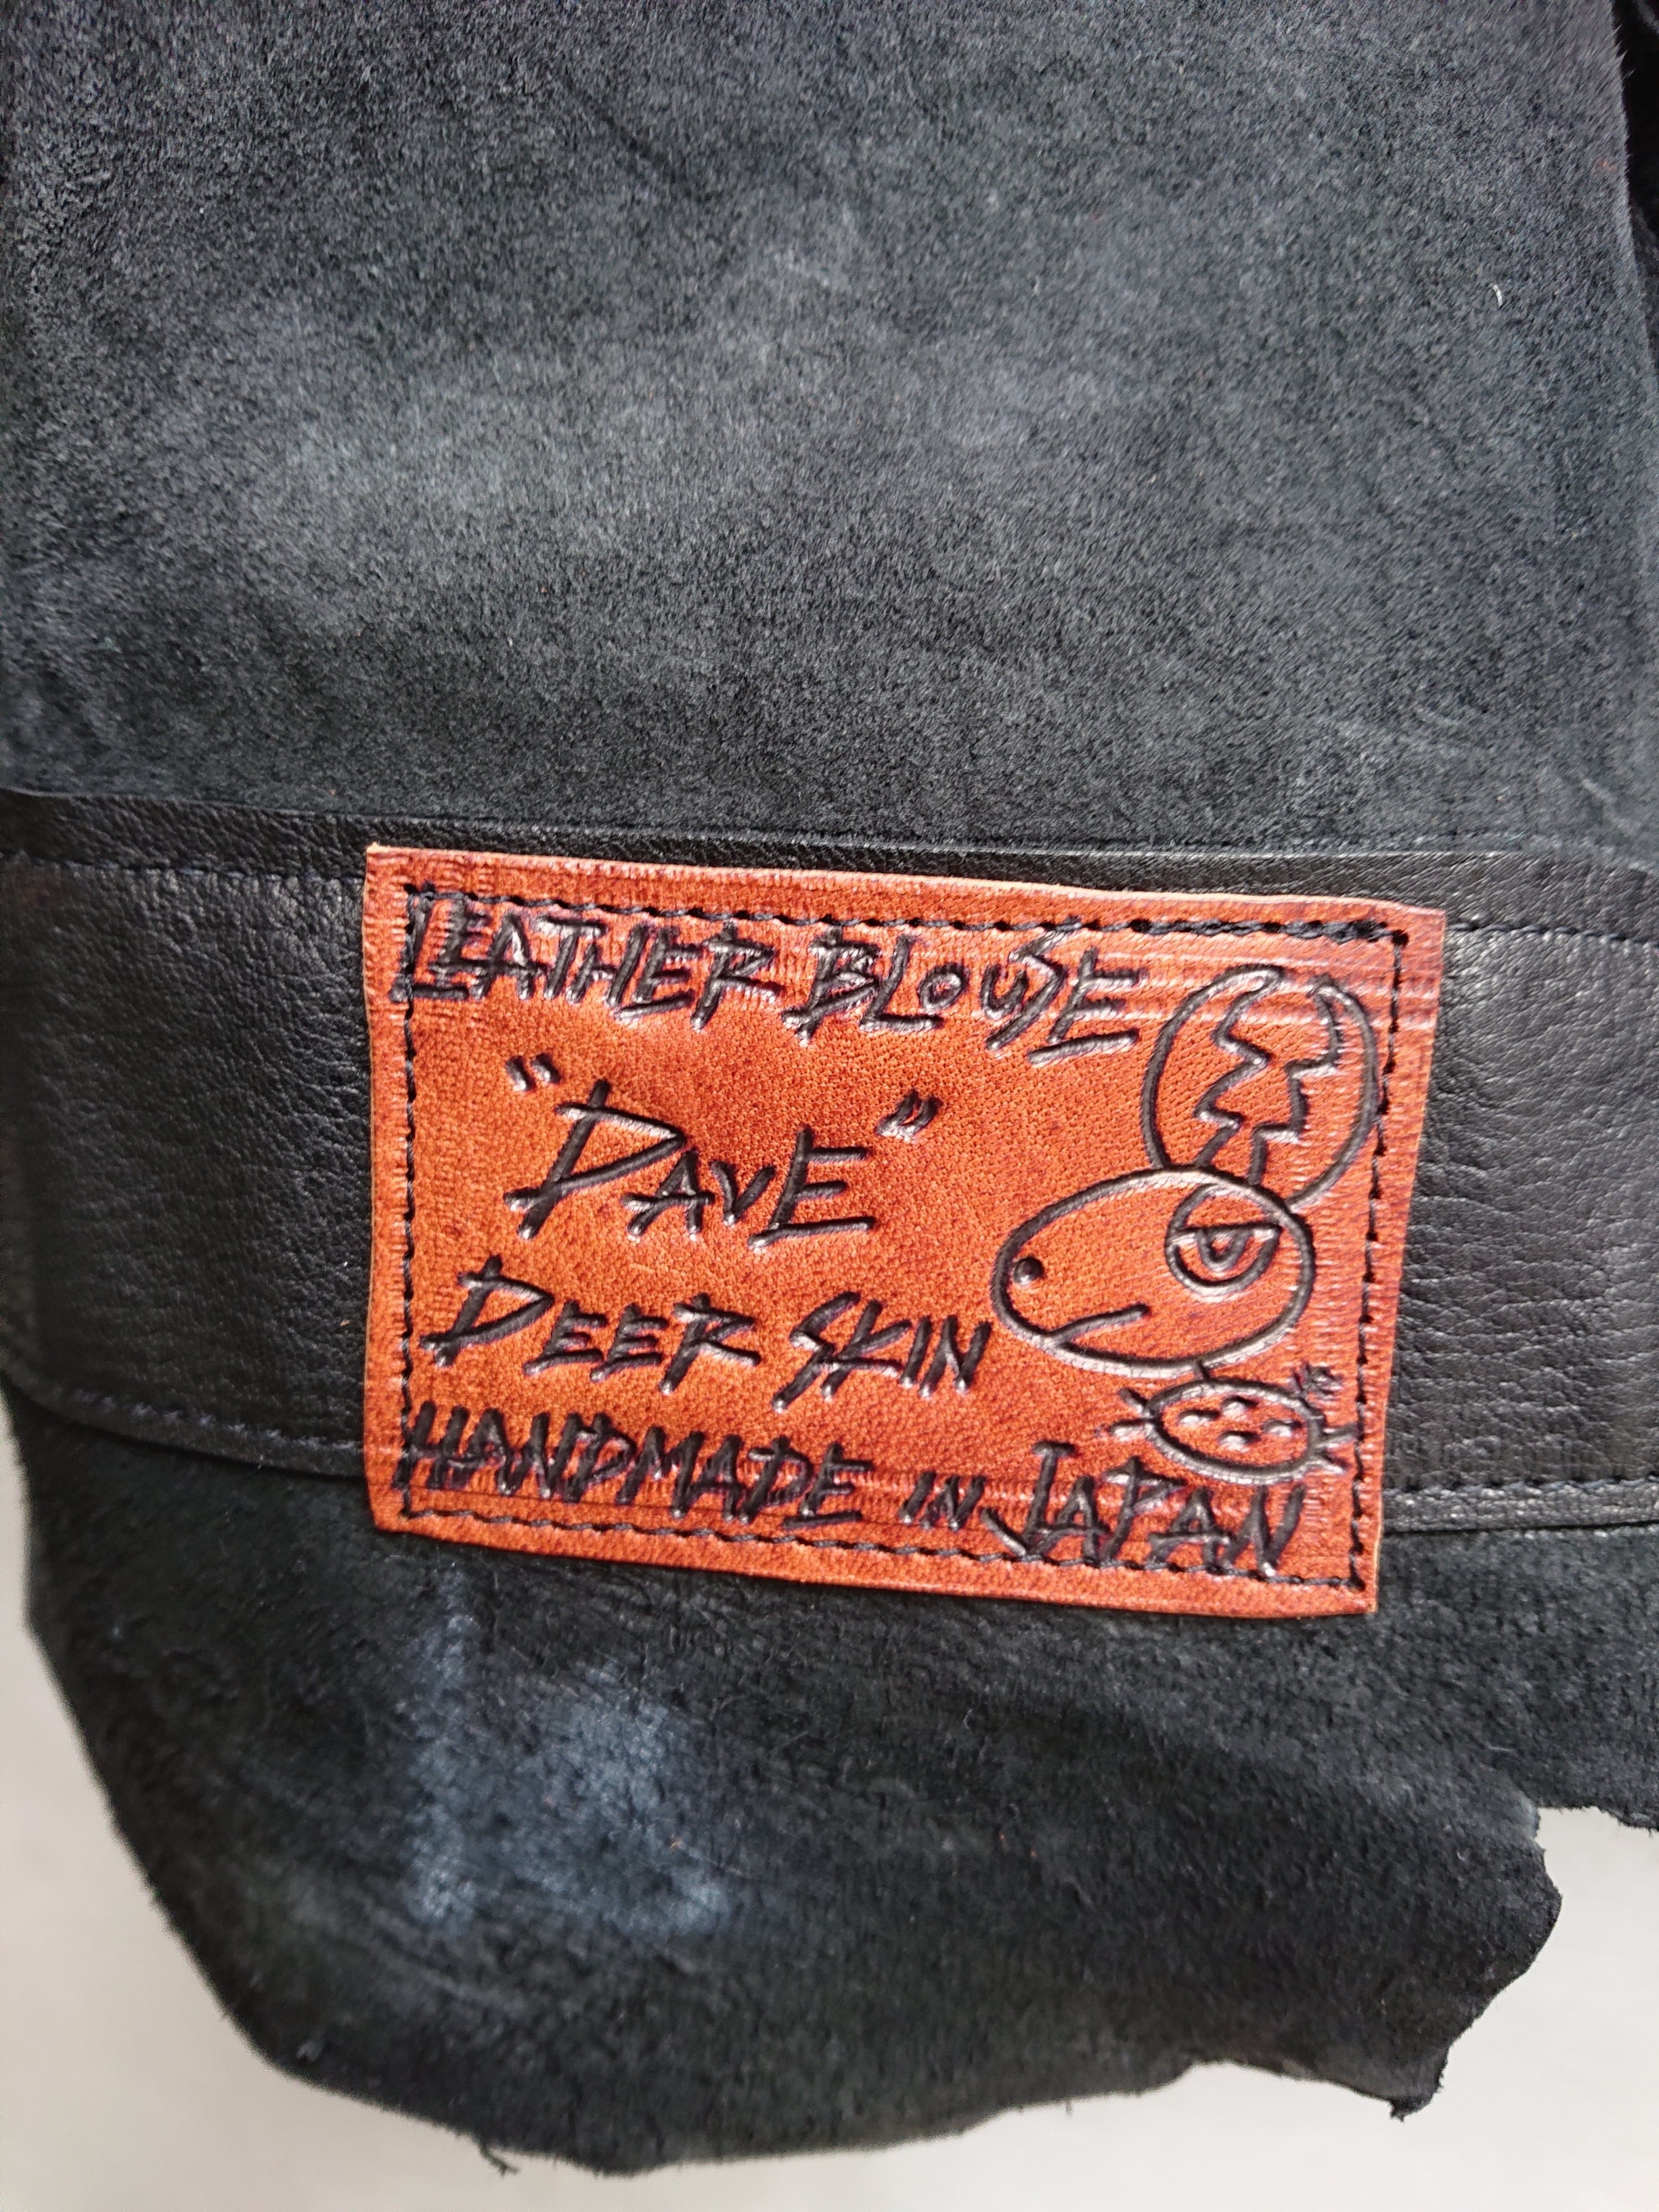 LEATHER BLOUSE
"DAVE"
DEER SKIN
HANDMADE IN JAPAN